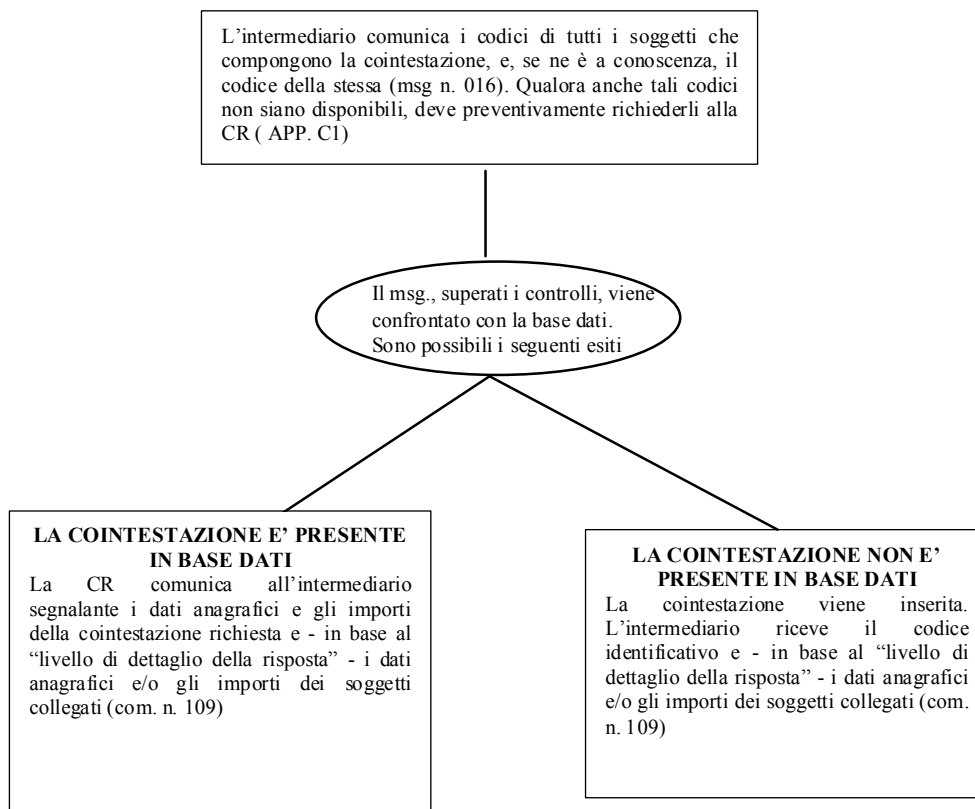 L’intermediario comunica i codici di tutti i soggetti che
compongono la cointestazione, e, se ne è a conoscenza, il
codice della stessa (msg n. 016). Qualora anche tali codici
non siano disponibili, deve preventivamente richiederli alla
CR ( APP. C1)
Il msg., superati i controlli, viene
confrontato con la base dati.
Sono possibili i seguenti esiti
LA COINTESTAZIONE E’ PRESENTE
IN BASE DATI
La CR comunica all’intermediario
segnalante i dati anagrafici e gli importi
della cointestazione richiesta e - in base al
“livello di dettaglio della risposta” - i dati
anagrafici e/o gli importi dei soggetti
collegati (com. n. 109)
LA COINTESTAZIONE NON E’
PRESENTE IN BASE DATI
La cointestazione viene inserita.
L’intermediario riceve il codice
identificativo e - in base al “livello di
dettaglio della risposta” - i dati anagrafici
e/o gli importi dei soggetti collegati (com.
n. 109)